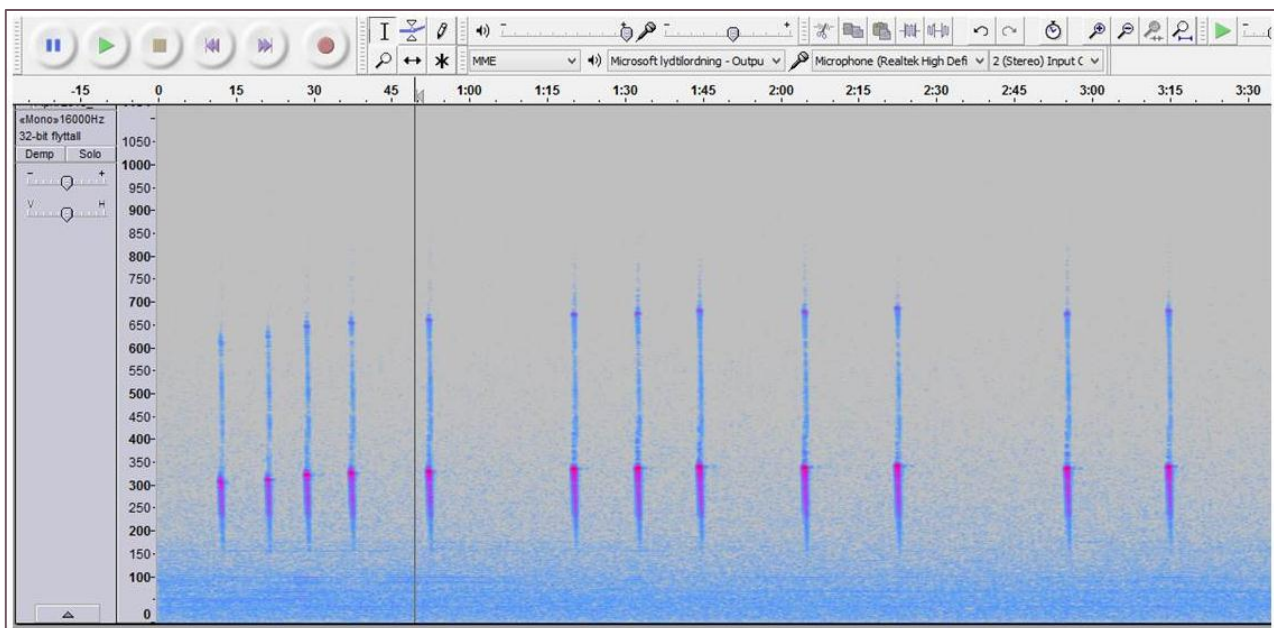 MME
Microsoft lydtilordning - Outpu
Microphone (Realtek High Defi
2 (Stereo) Input C
-15 0 15 30 45 1:00 1:15 1:30 1:45 2:00 2:15 2:30 2:45 3:00 3:15 3:30
«Mono»16000Hz
32-bit flyttall
Demp Solo
- +
V H
1050-
1000-
950-
900-
850-
800-
750-
700-
650-
600-
550-
500-
450-
400-
350-
300-
250-
200-
150-
100-
0